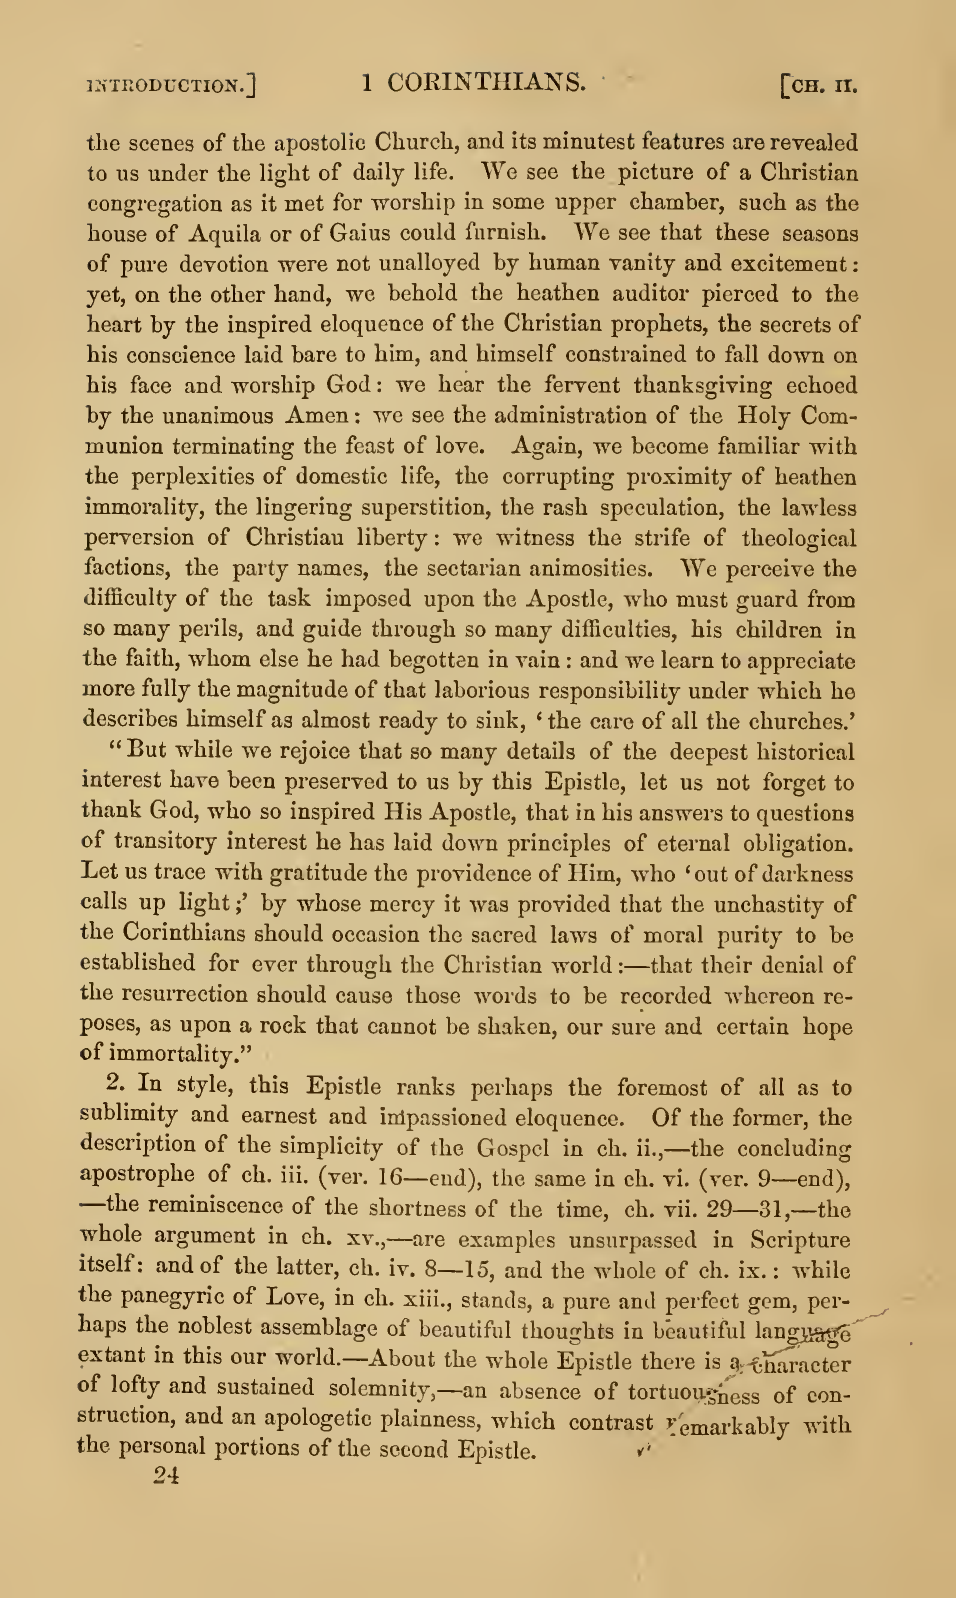 INTRODUCTION.] 1 CORINTHIANS. [CH. II.
the scenes of the apostolic Church, and its minutest features are revealed
to us under the light of daily life. We see the picture of a Christian
congregation as it met for worship in some upper chamber, such as the
house of Aquila or of Gaius could furnish. We see that these seasons
of pure devotion were not unalloyed by human vanity and excitement:
yet, on the other hand, we behold the heathen auditor pierced to the
heart by the inspired eloquence of the Christian prophets, the secrets of
his conscience laid bare to him, and himself constrained to fall down on
his face and worship God: we hear the fervent thanksgiving echoed
by the unanimous Amen: we see the administration of the Holy Com-
munion terminating the feast of love. Again, we become familiar with
the perplexities of domestic life, the corrupting proximity of heathen
immorality, the lingering superstition, the rash speculation, the lawless
perversion of Christian liberty: we witness the strife of theological
factions, the party names, the sectarian animosities. We perceive the
difficulty of the task imposed upon the Apostle, who must guard from
so many perils, and guide through so many difficulties, his children in
the faith, whom else he had begotten in vain: and we learn to appreciate
more fully the magnitude of that laborious responsibility under which he
describes himself as almost ready to sink, ‘the care of all the churches.’
“But while we rejoice that so many details of the deepest historical
interest have been preserved to us by this Epistle, let us not forget to
thank God, who so inspired His Apostle, that in his answers to questions
of transitory interest he has laid down principles of eternal obligation.
Let us trace with gratitude the providence of Him, who ‘out of darkness
calls up light;’ by whose mercy it was provided that the unchastity of
the Corinthians should occasion the sacred laws of moral purity to be
established for ever through the Christian world:—that their denial of
the resurrection should cause those words to be recorded whereon re-
poses, as upon a rock that cannot be shaken, our sure and certain hope
of immortality.”
2. In style, this Epistle ranks perhaps the foremost of all as to
sublimity and earnest and impassioned eloquence. Of the former, the
description of the simplicity of the Gospel in ch. ii.,—the concluding
apostrophe of ch. iii. (ver. 16—end), the same in ch. vi. (ver. 9—end),
—the reminiscence of the shortness of the time, ch. vii. 29—31,—the
whole argument in ch. xv.,—are examples unsurpassed in Scripture
itself: and of the latter, ch. iv. 8—15, and the whole of ch. ix.: while
the panegyric of Love, in ch. xiii., stands, a pure and perfect gem, per-
haps the noblest assemblage of beautiful thoughts in beautiful language
extant in this our world.—About the whole Epistle there is a character
of lofty and sustained solemnity,—an absence of tortuousness of con-
struction, and an apologetic plainness, which contrast remarkably with
the personal portions of the second Epistle.
24